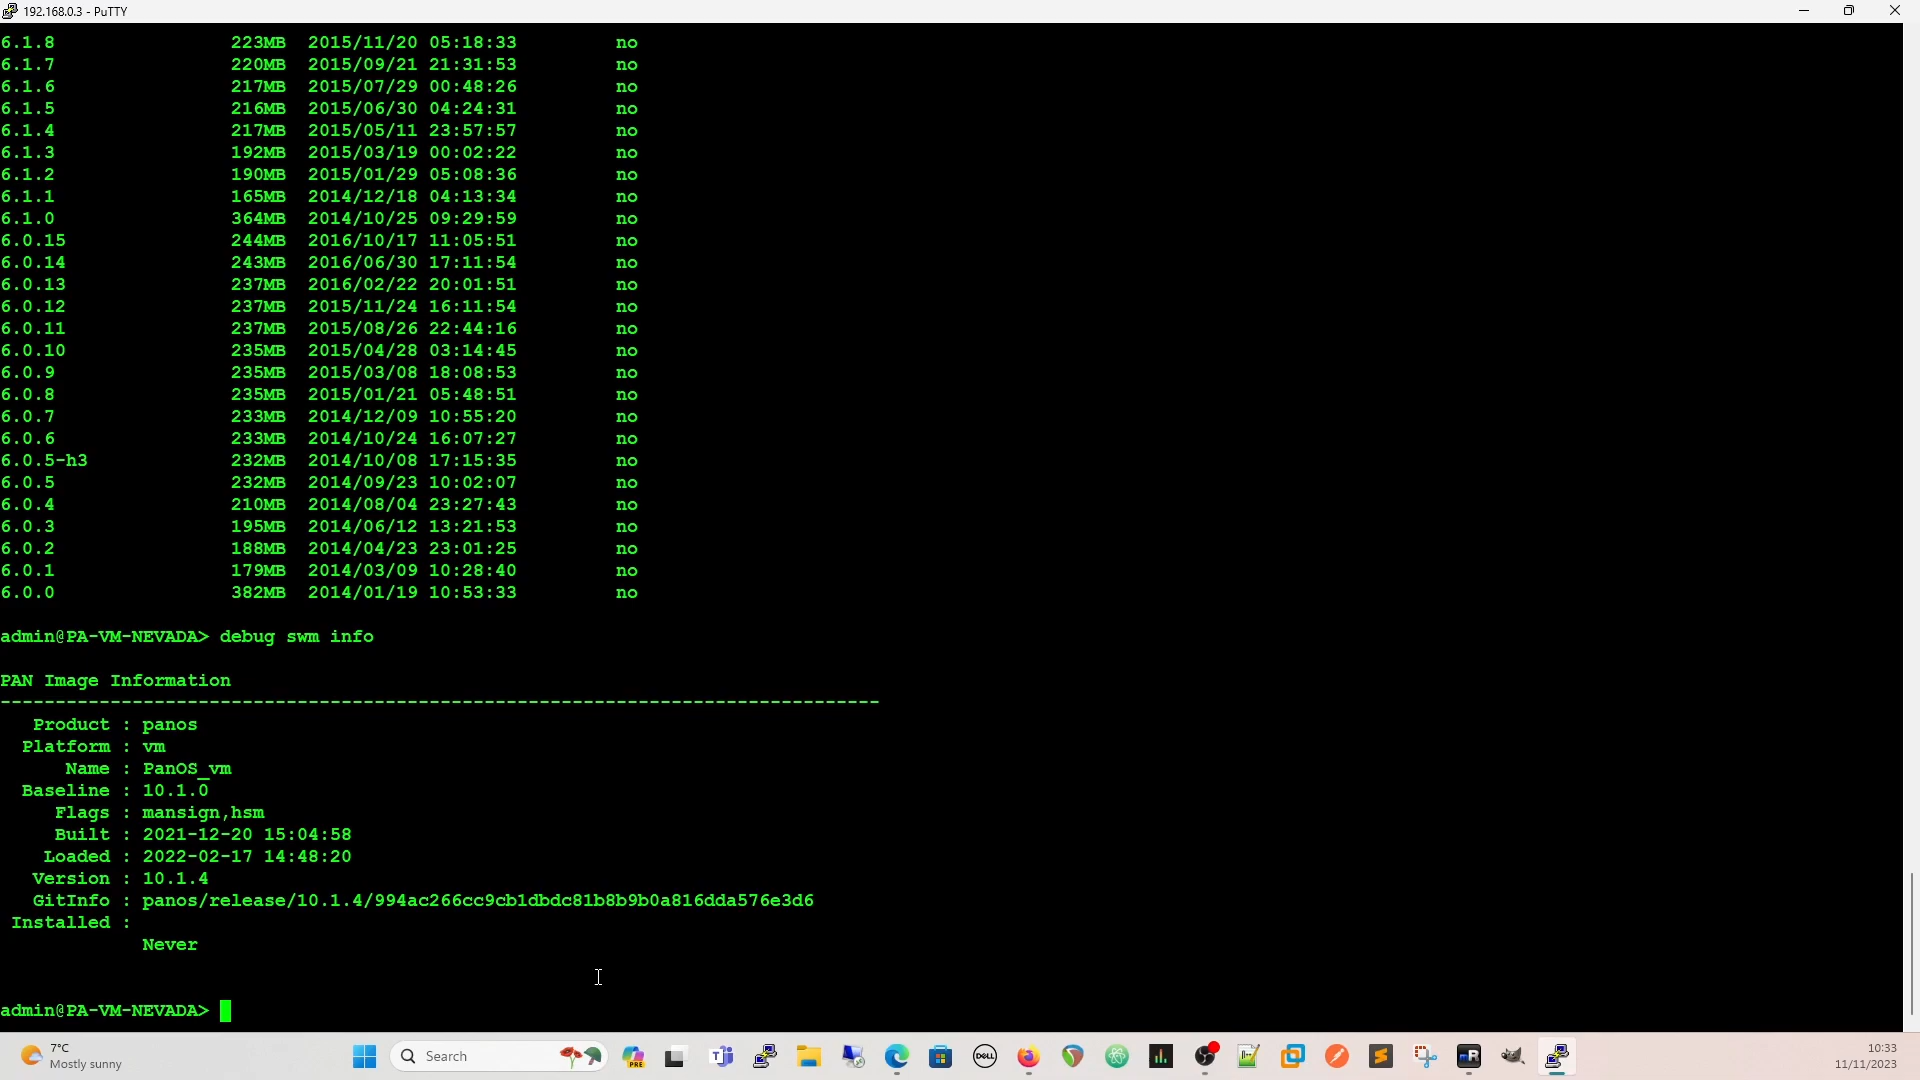 192.168.0.3 - PuTTY
6.1.8 223MB 2015/11/20 05:18:33 no
6.1.7 220MB 2015/09/21 21:31:53 no
6.1.6 217MB 2015/07/29 00:48:26 no
6.1.5 216MB 2015/06/30 04:24:31 no
6.1.4 217MB 2015/05/11 23:57:57 no
6.1.3 192MB 2015/03/19 00:02:22 no
6.1.2 190MB 2015/01/29 05:08:36 no
6.1.1 165MB 2014/12/18 04:13:34 no
6.1.0 364MB 2014/10/25 09:29:59 no
6.0.15 244MB 2016/10/17 11:05:51 no
6.0.14 243MB 2016/06/30 17:11:54 no
6.0.13 237MB 2016/02/22 20:01:51 no
6.0.12 237MB 2015/11/24 16:11:54 no
6.0.11 237MB 2015/08/26 22:44:16 no
6.0.10 235MB 2015/04/28 03:14:45 no
6.0.9 235MB 2015/03/08 18:08:53 no
6.0.8 235MB 2015/01/21 05:48:51 no
6.0.7 233MB 2014/12/09 10:55:20 no
6.0.6 233MB 2014/10/24 16:07:27 no
6.0.5-h3 232MB 2014/10/08 17:15:35 no
6.0.5 232MB 2014/09/23 10:02:07 no
6.0.4 210MB 2014/08/04 23:27:43 no
6.0.3 195MB 2014/06/12 13:21:53 no
6.0.2 188MB 2014/04/23 23:01:25 no
6.0.1 179MB 2014/03/09 10:28:40 no
6.0.0 382MB 2014/01/19 10:53:33 no
admin@PA-VM-NEVADA> debug swm info
PAN Image Information
--------------------------------------------------------------------------------
Product : panos
Platform : vm
Name : PanOS_vm
Baseline : 10.1.0
Flags : mansign,hsm
Built : 2021-12-20 15:04:58
Loaded : 2022-02-17 14:48:20
Version : 10.1.4
GitInfo : panos/release/10.1.4/994ac266cc9cb1dbdc81b8b9b0a816dda576e3d6
Installed :
Never
admin@PA-VM-NEVADA>
7°C
Mostly sunny
Search
PRE
DELL
10:33
11/11/2023